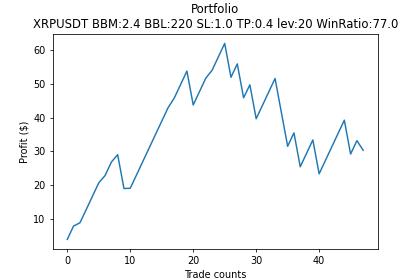 Portfolio
XRPUSDT BBM:2.4 BBL:220 SL:1.0 TP:0.4 lev:20 WinRatio:77.0
Profit ($)
60
50
40
30
20
10
0 10 20 30 40
Trade counts